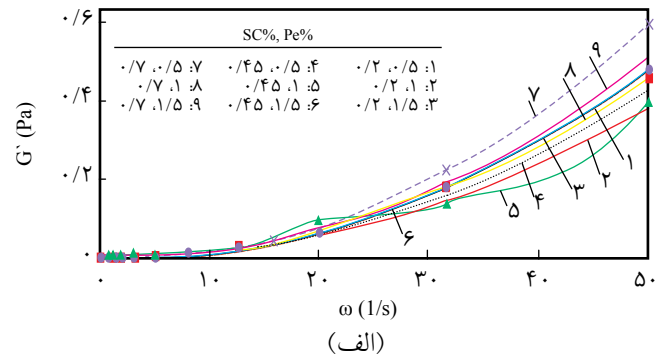 SC%, Pe%
۰/۷ ،۰/۵ :۷ ۰/۴۵ ،۰/۵ :۴ ۰/۲ ،۰/۵ :۱
۰/۷ ،۱ :۸ ۰/۴۵ ،۱ :۵ ۰/۲ ،۱ :۲
۰/۷ ،۱/۵ :۹ ۰/۴۵ ،۱/۵ :۶ ۰/۲ ،۱/۵ :۳
۰/۶
۰/۴
۰/۲
۰
G` (Pa)
۷
۸
۹
۶
۵
۴
۳
۲
۱
۰ ۱۰ ۲۰ ۳۰ ۴۰ ۵۰
ω (1/s)
(الف)